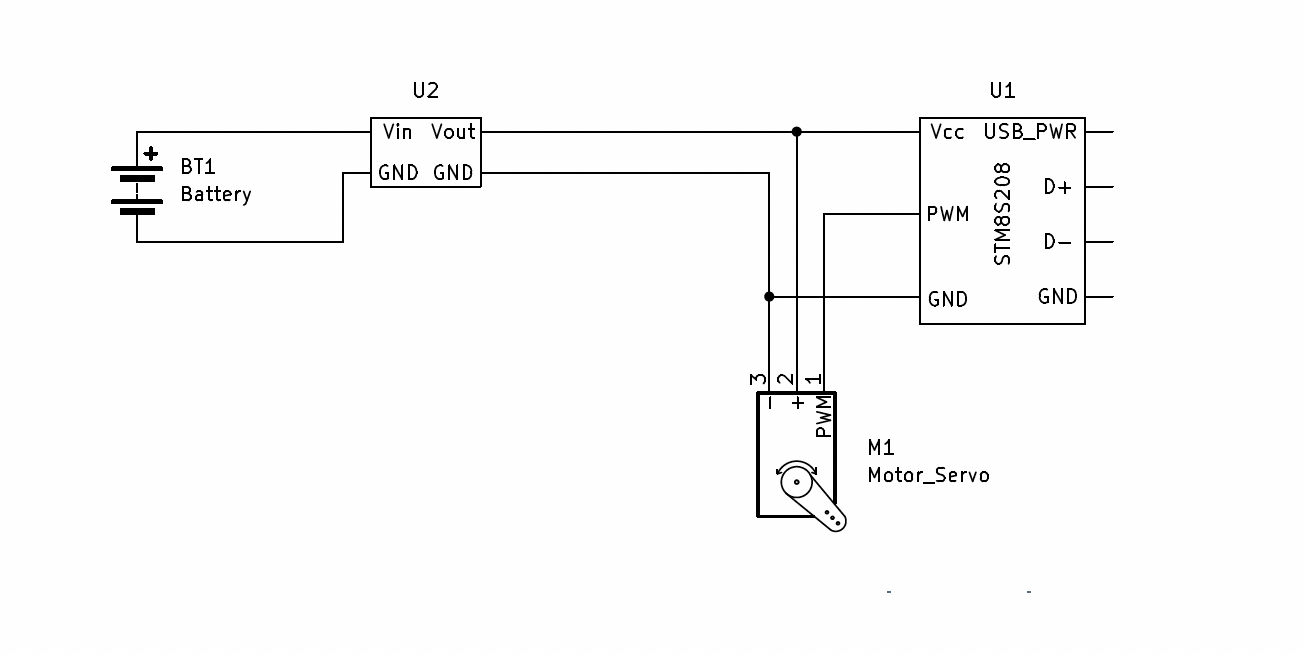 U2
U1
Vin Vout
GND GND
+
BT1
Battery
Vcc USB_PWR
D+
PWM
STM8S208
D-
GND GND
3 2 1
- + PWM
M1
Motor_Servo
- -